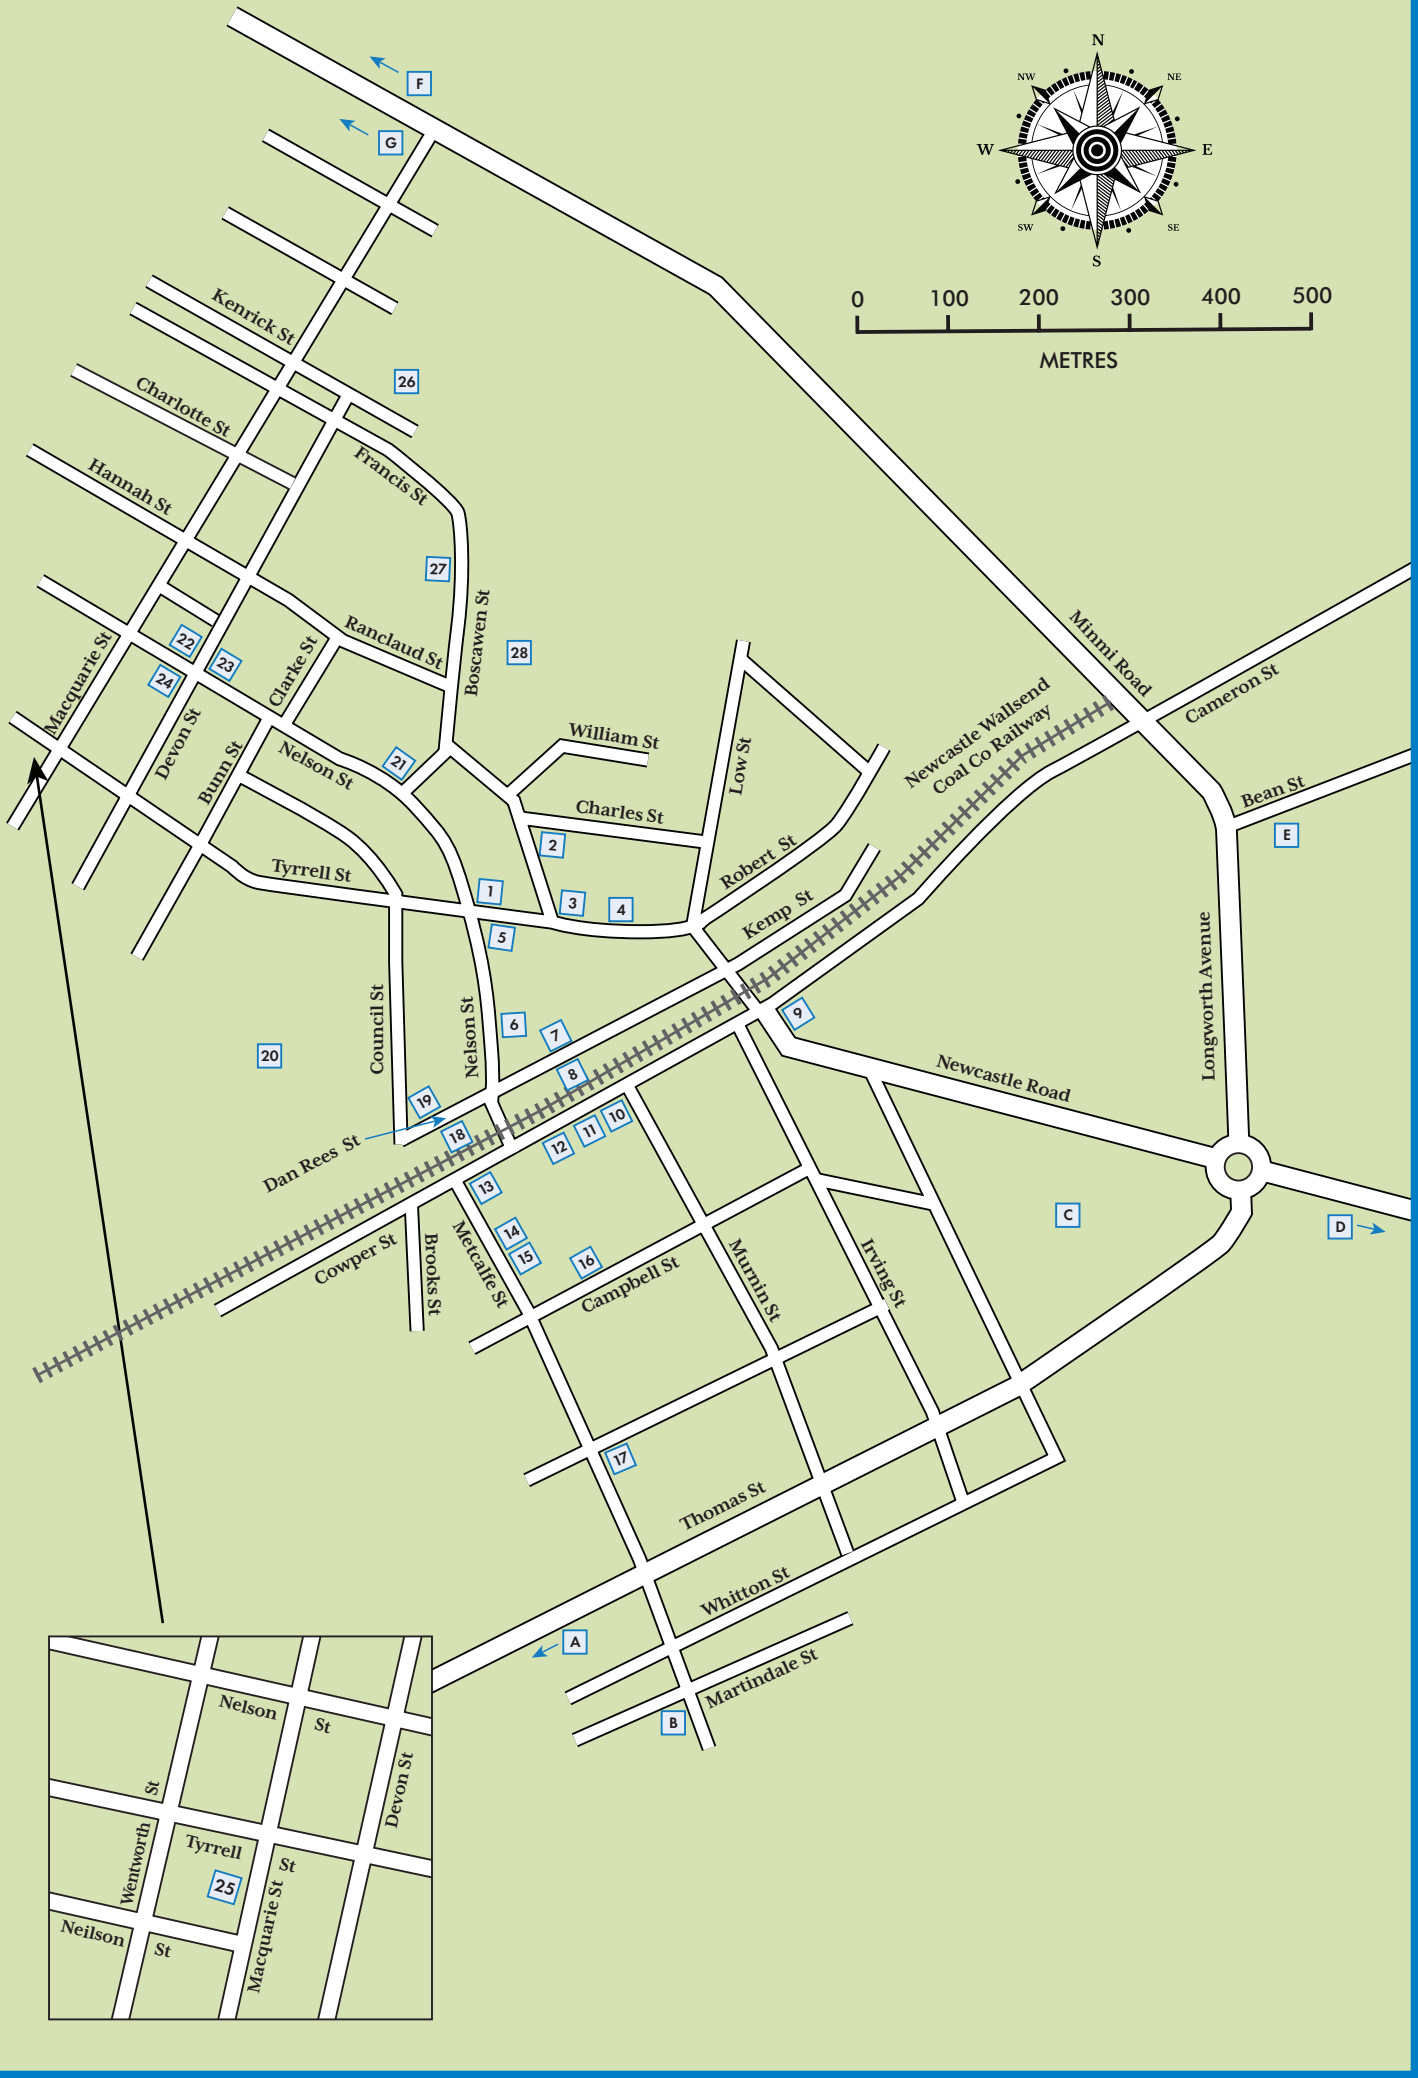 N
NW
NE
W
E
SW
SE
S
F
G
0 100 200 300 400 500
METRES
Kenrick St
26
Charlotte St
Francis St
Hannah St
27
Boscawen St
Ranclaud St
28
22
23
24
Clarke St
Macquarie St
Devon St
Bunn St
Nelson St
21
William St
Charles St
Low St
Minmi Road
Cameron St
Newcastle Wallsend
Coal Co Railway
Bean St
E
2
Robert St
Tyrrell St
1
3
4
5
Kemp St
Longworth Avenue
Council St
Nelson St
6
7
8
9
20
Newcastle Road
19
18
Dan Rees St
10
11
12
13
14
15
16
Cowper St
Brooks St
Metcalfe St
Campbell St
Murnin St
Irving St
C
D
17
Thomas St
Whitton St
A
Martindale St
B
Nelson
St
Devon St
Wentworth
St
Tyrrell
St
25
Macquarie St
Neilson
St